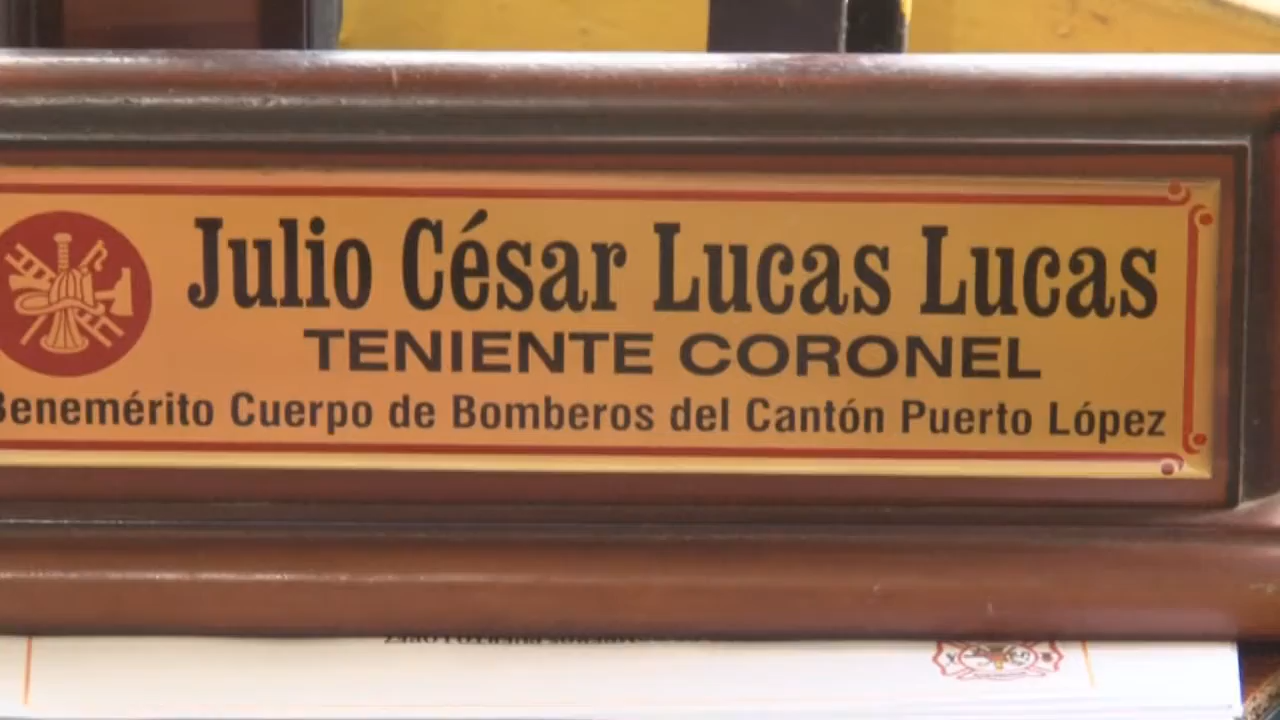 Julio César Lucas Lucas
TENIENTE CORONEL
Benemérito Cuerpo de Bomberos del Cantón Puerto López